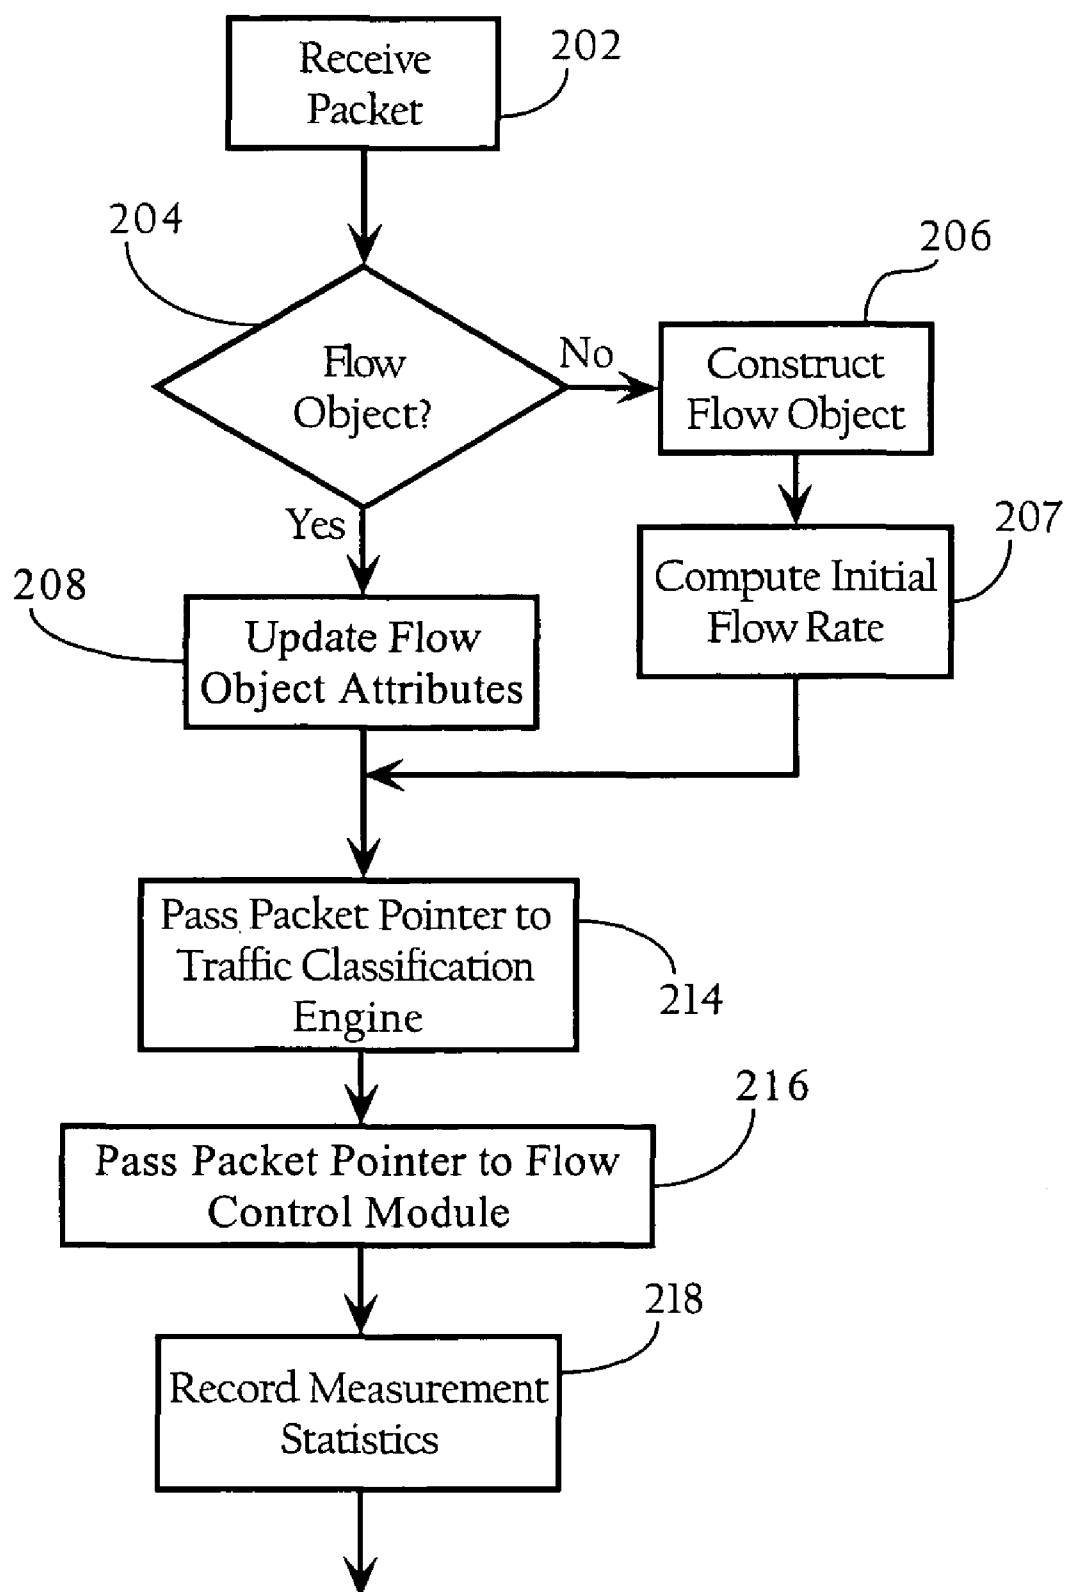 Receive
Packet
202
204
Flow
Object?
No
206
Construct
Flow Object
Yes
207
Compute Initial
Flow Rate
208
Update Flow
Object Attributes
Pass Packet Pointer to
Traffic Classification
Engine
214
216
Pass Packet Pointer to Flow
Control Module
218
Record Measurement
Statistics